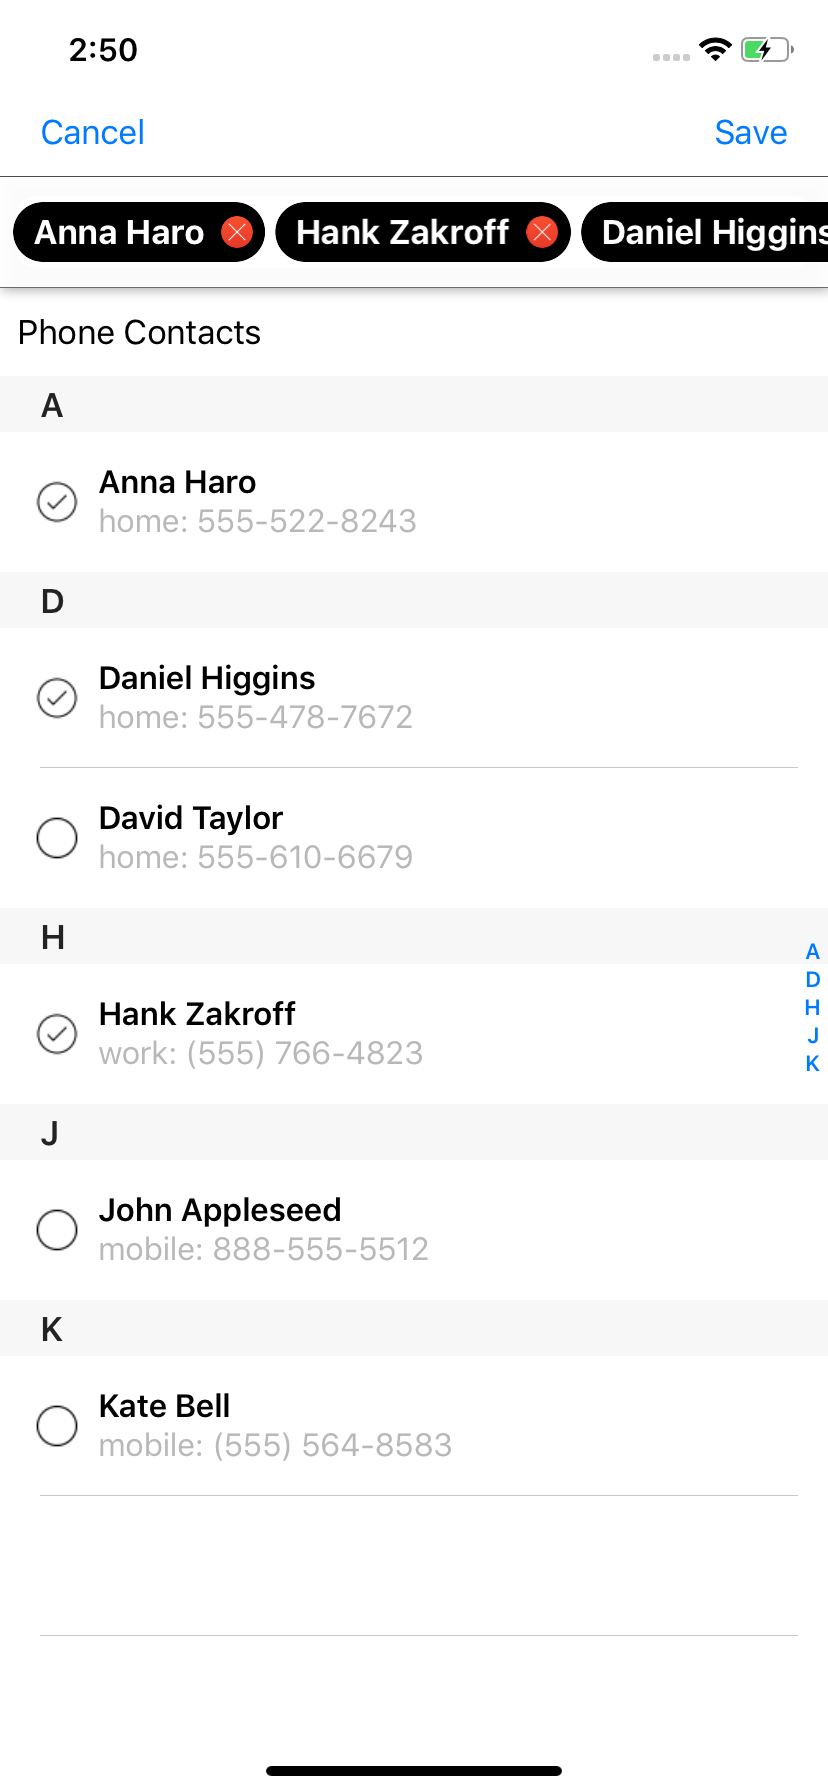 2:50
Cancel Save
Anna Haro Hank Zakroff Daniel Higgins
Phone Contacts
A
Anna Haro
home: 555-522-8243
D
Daniel Higgins
home: 555-478-7672
David Taylor
home: 555-610-6679
H
Hank Zakroff
work: (555) 766-4823
J
John Appleseed
mobile: 888-555-5512
K
Kate Bell
mobile: (555) 564-8583
A
D
H
J
K